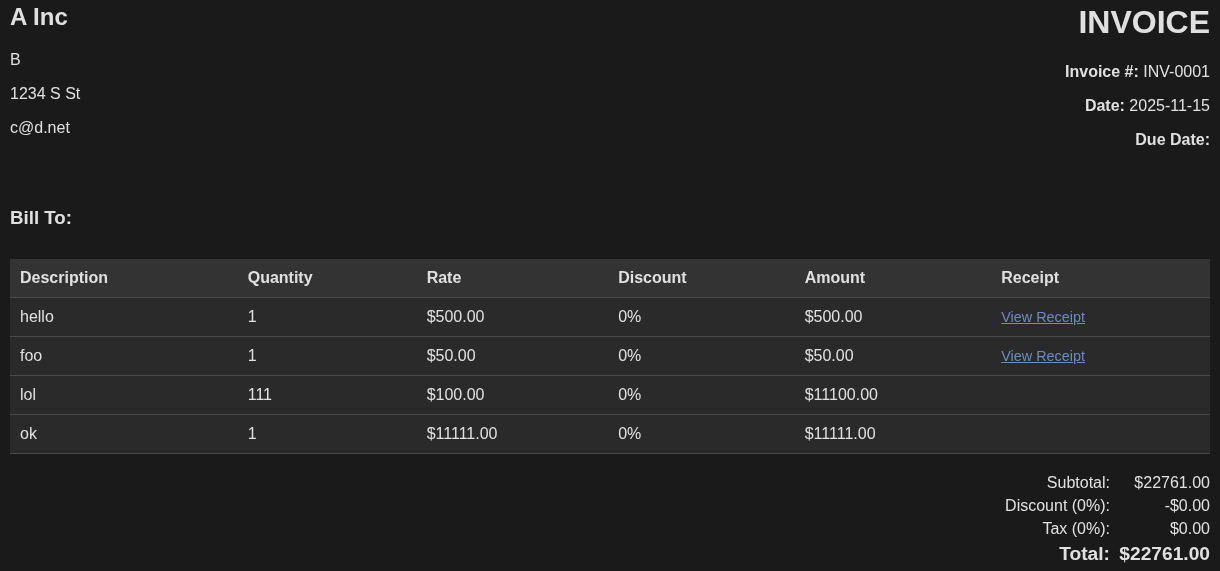 A Inc
INVOICE
B
Invoice #: INV-0001
1234 S St
Date: 2025-11-15
c@d.net
Due Date:
Bill To:
Description Quantity Rate Discount Amount Receipt
hello 1 $500.00 0% $500.00 View Receipt
foo 1 $50.00 0% $50.00 View Receipt
lol 111 $100.00 0% $11100.00
ok 1 $11111.00 0% $11111.00
Subtotal: $22761.00
Discount (0%): -$0.00
Tax (0%): $0.00
Total: $22761.00